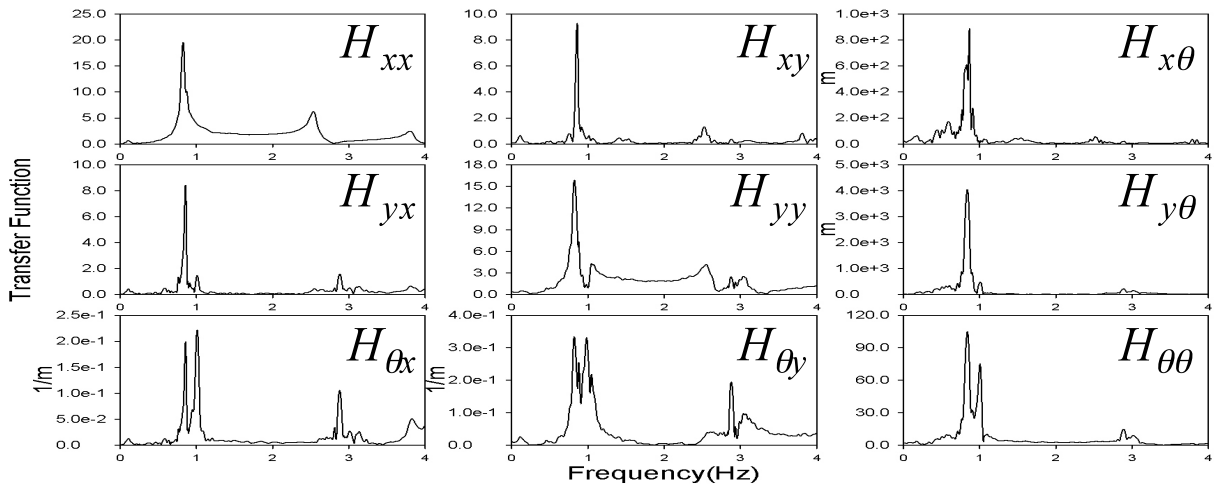 25.0
20.0
15.0
10.0
5.0
0.0
0 1 2 3 4
H_xx
10.0
8.0
6.0
4.0
2.0
0.0
0 1 2 3 4
H_xy
1.0e+3
8.0e+2
6.0e+2
4.0e+2
2.0e+2
0.0
m
0 1 2 3 4
H_xθ
Transfer Function
10.0
8.0
6.0
4.0
2.0
0.0
0 1 2 3 4
H_yx
18.0
15.0
12.0
9.0
6.0
3.0
0.0
0 1 2 3 4
H_yy
5.0e+3
4.0e+3
3.0e+3
2.0e+3
1.0e+3
0.0
m
0 1 2 3 4
H_yθ
2.5e-1
2.0e-1
1.5e-1
1.0e-1
5.0e-2
0.0
1/m
0 1 2 3 4
H_θx
4.0e-1
3.0e-1
2.0e-1
1.0e-1
0.0
1/m
0 1 2 3 4
H_θy
120.0
90.0
60.0
30.0
0.0
0 1 2 3 4
H_θθ
Frequency(Hz)